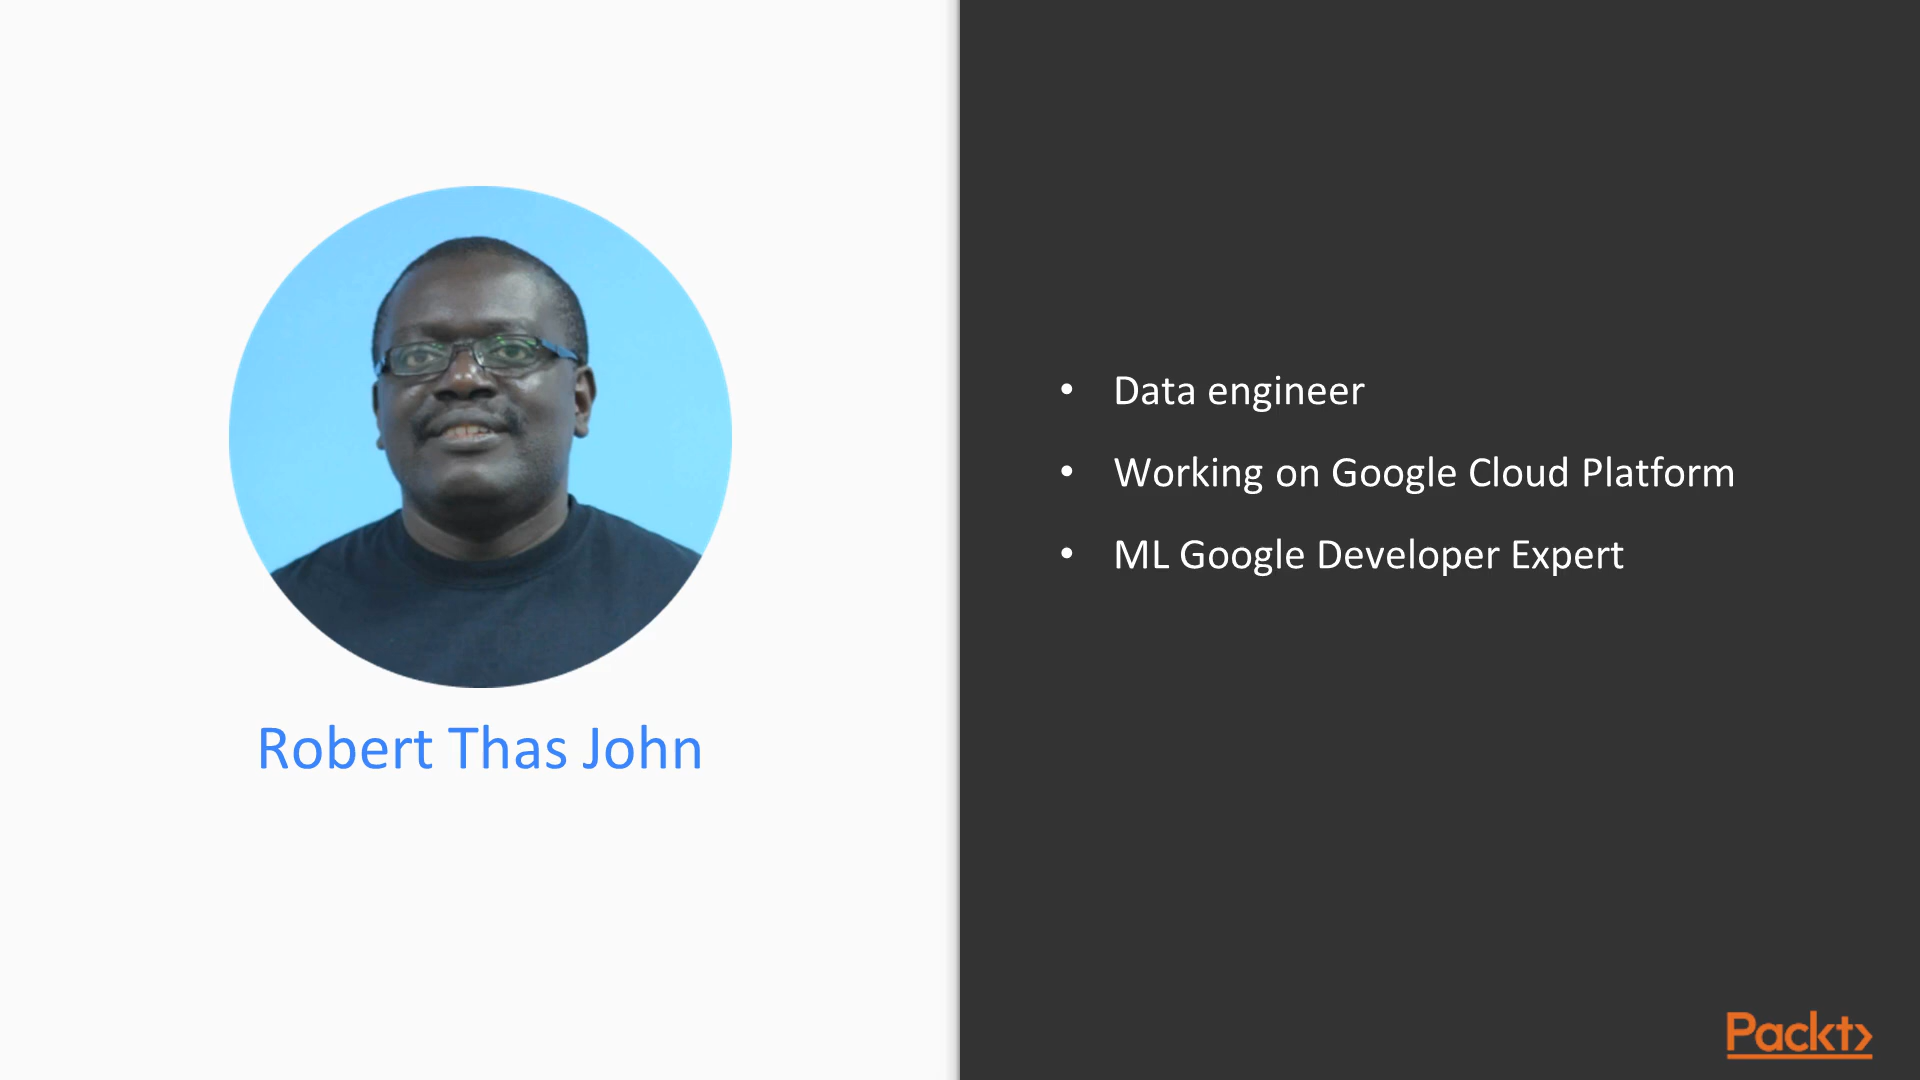 Robert Thas John
• Data engineer
• Working on Google Cloud Platform
• ML Google Developer Expert
Packt